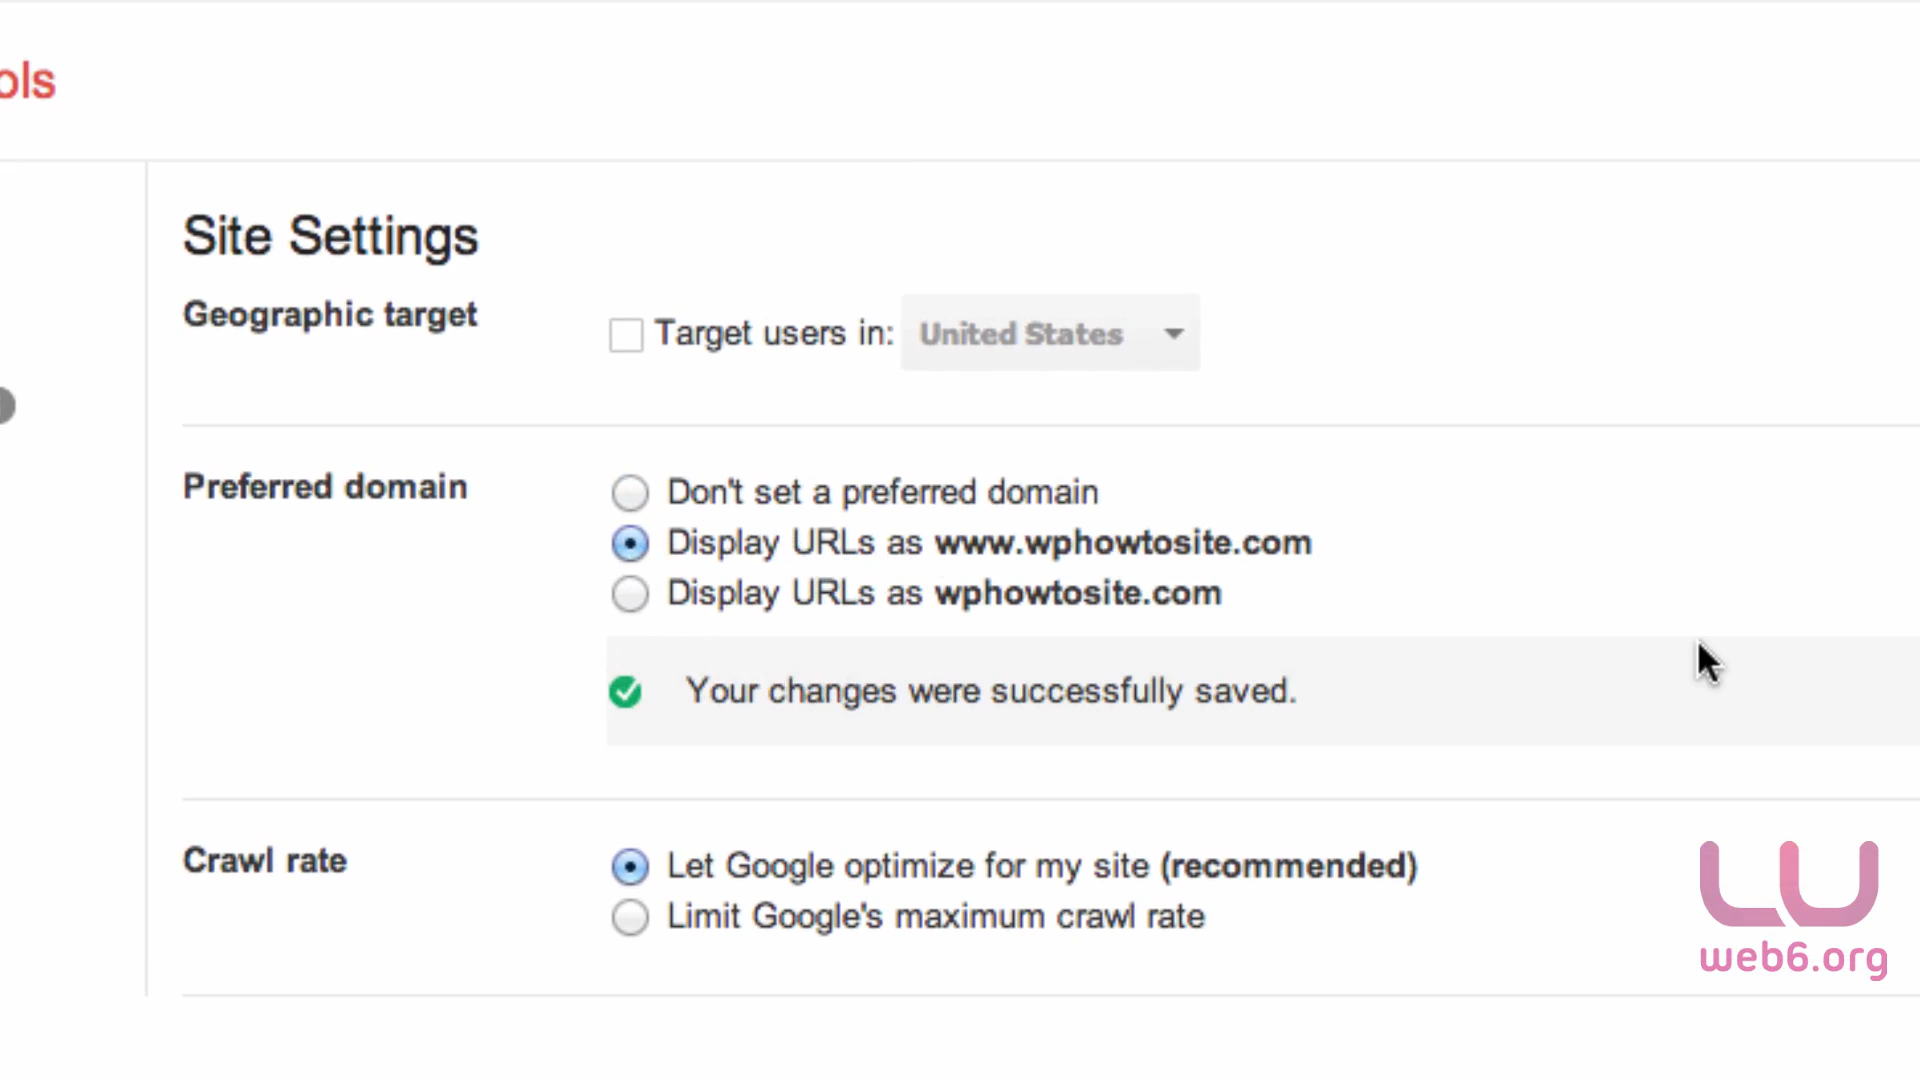 ols
Site Settings
Geographic target
Target users in: United States
Preferred domain
Don't set a preferred domain
Display URLs as www.wphowtosite.com
Display URLs as wphowtosite.com
Your changes were successfully saved.
Crawl rate
Let Google optimize for my site (recommended)
Limit Google's maximum crawl rate
web6.org